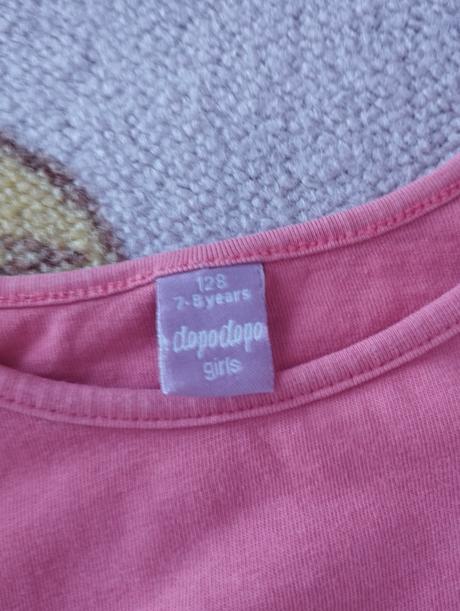 128
7-8 years
dopodopo
girls